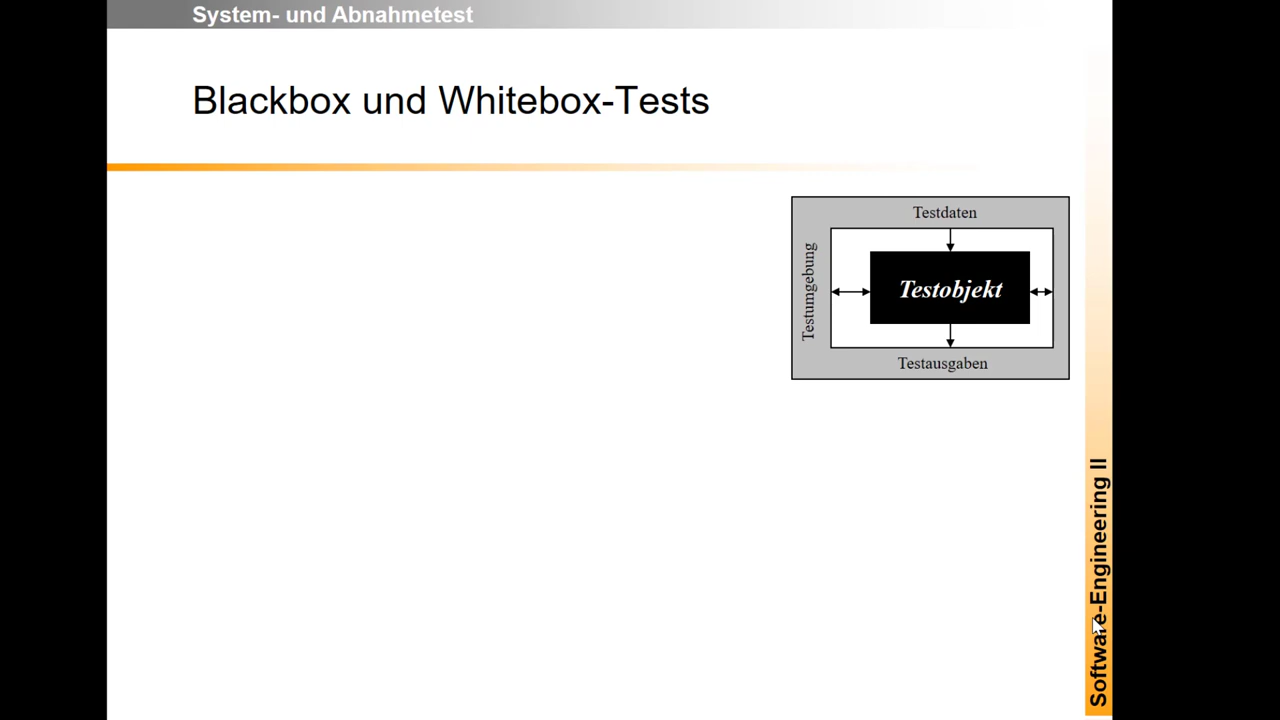 System- und Abnahmetest
Blackbox und Whitebox-Tests
Testdaten
Testumgebung
Testobjekt
Testausgaben
Software-Engineering II